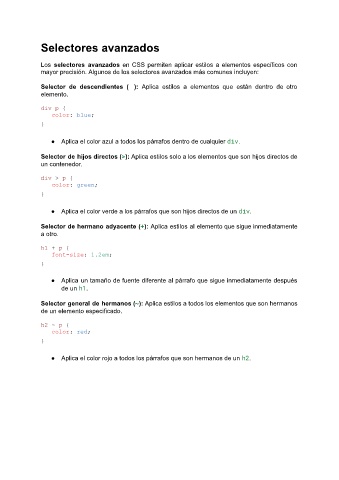 Selectores avanzados
Los selectores avanzados en CSS permiten aplicar estilos a elementos específicos con
mayor precisión. Algunos de los selectores avanzados más comunes incluyen:
Selector de descendientes ( ): Aplica estilos a elementos que están dentro de otro
elemento.
div p {
color: blue;
}
● Aplica el color azul a todos los párrafos dentro de cualquier div.
Selector de hijos directos (>): Aplica estilos solo a los elementos que son hijos directos de
un contenedor.
div > p {
color: green;
}
● Aplica el color verde a los párrafos que son hijos directos de un div.
Selector de hermano adyacente (+): Aplica estilos al elemento que sigue inmediatamente
a otro.
h1 + p {
font-size: 1.2em;
}
● Aplica un tamaño de fuente diferente al párrafo que sigue inmediatamente después
de un h1.
Selector general de hermanos (~): Aplica estilos a todos los elementos que son hermanos
de un elemento especificado.
h2 ~ p {
color: red;
}
● Aplica el color rojo a todos los párrafos que son hermanos de un h2.